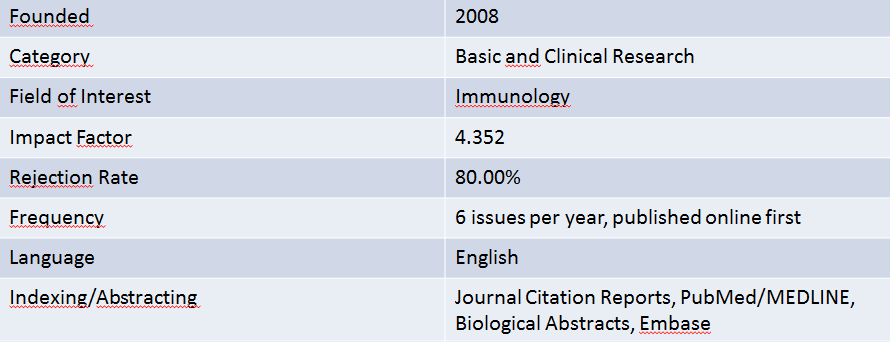 Founded 2008
Category Basic and Clinical Research
Field of Interest Immunology
Impact Factor 4.352
Rejection Rate 80.00%
Frequency 6 issues per year, published online first
Language English
Indexing/Abstracting Journal Citation Reports, PubMed/MEDLINE,
Biological Abstracts, Embase